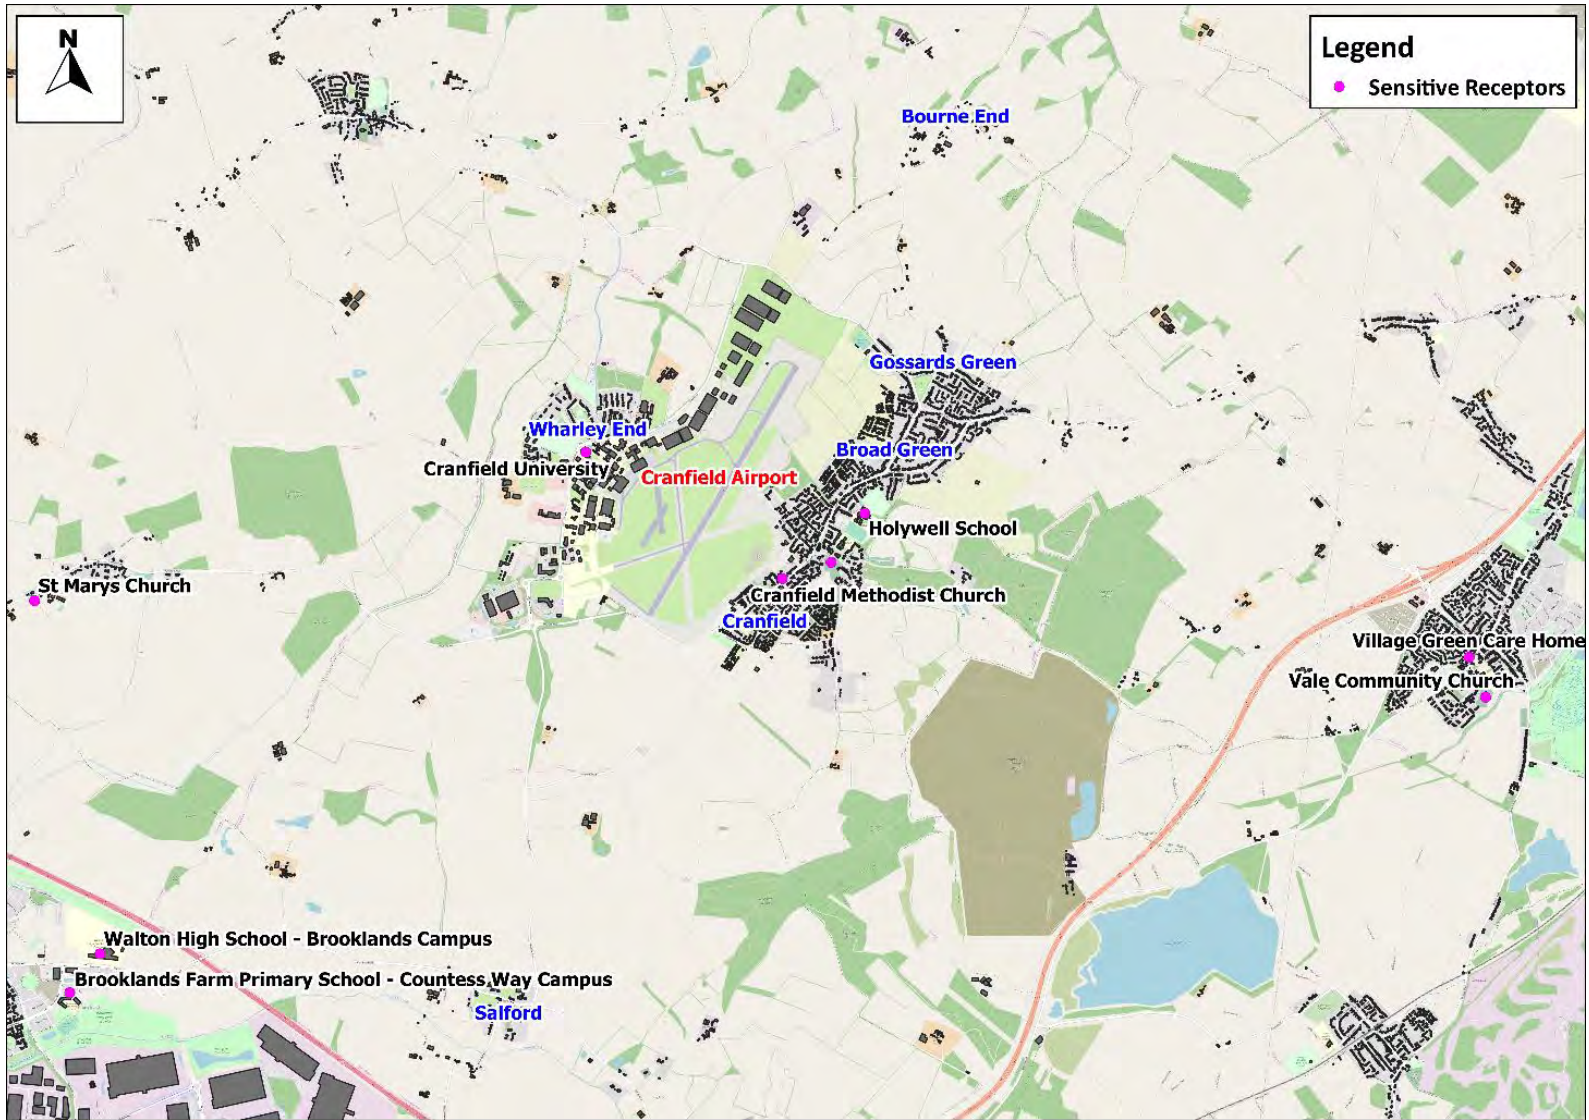 N
Legend
Sensitive Receptors
Bourne End
Gossards Green
Wharley End
Broad Green
Cranfield University
Cranfield Airport
Holywell School
St Marys Church
Cranfield Methodist Church
Cranfield
Village Green Care Home
Vale Community Church
Walton High School - Brooklands Campus
Brooklands Farm Primary School - Countess Way Campus
Salford